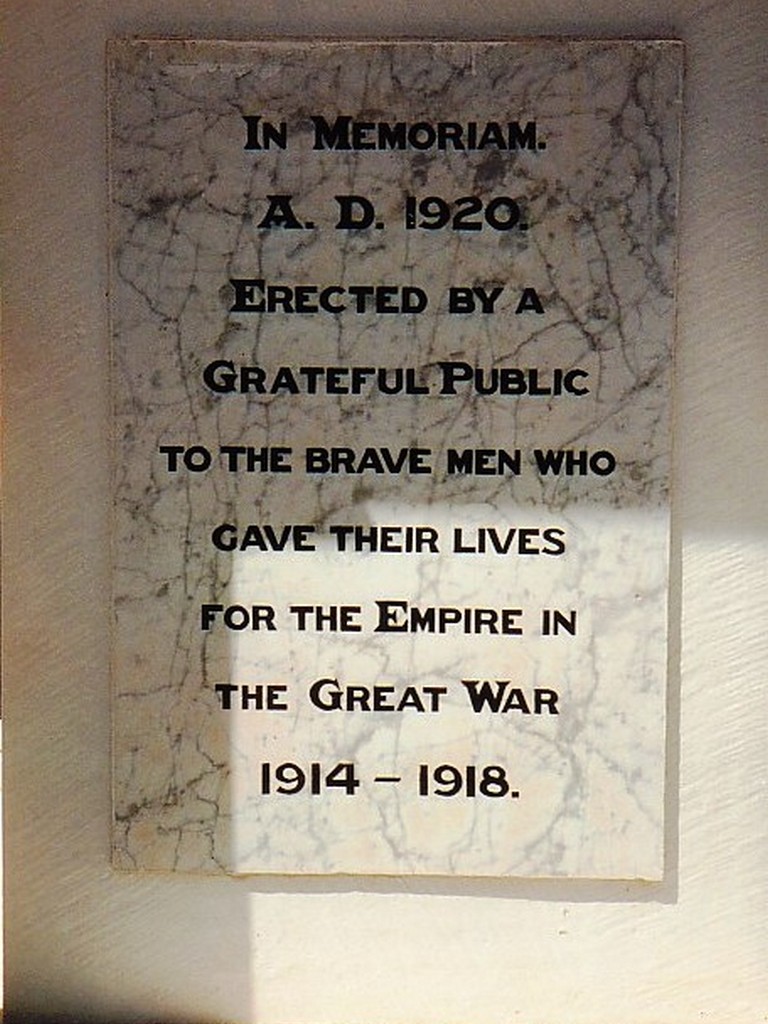 In Memoriam.
A. D. 1920.
Erected by a
Grateful Public
to the brave men who
gave their lives
for the Empire in
the Great War
1914 – 1918.